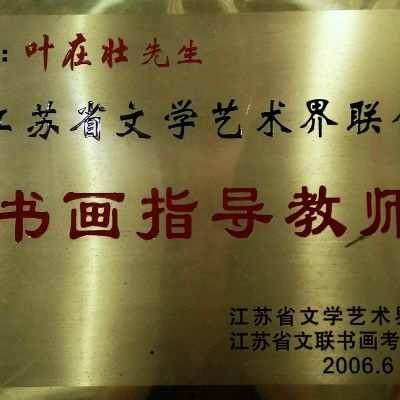 ：叶在壮先生
江苏省文学艺术界联
书画指导教师
江苏省文学艺术界
江苏省文联书画考
2006.6